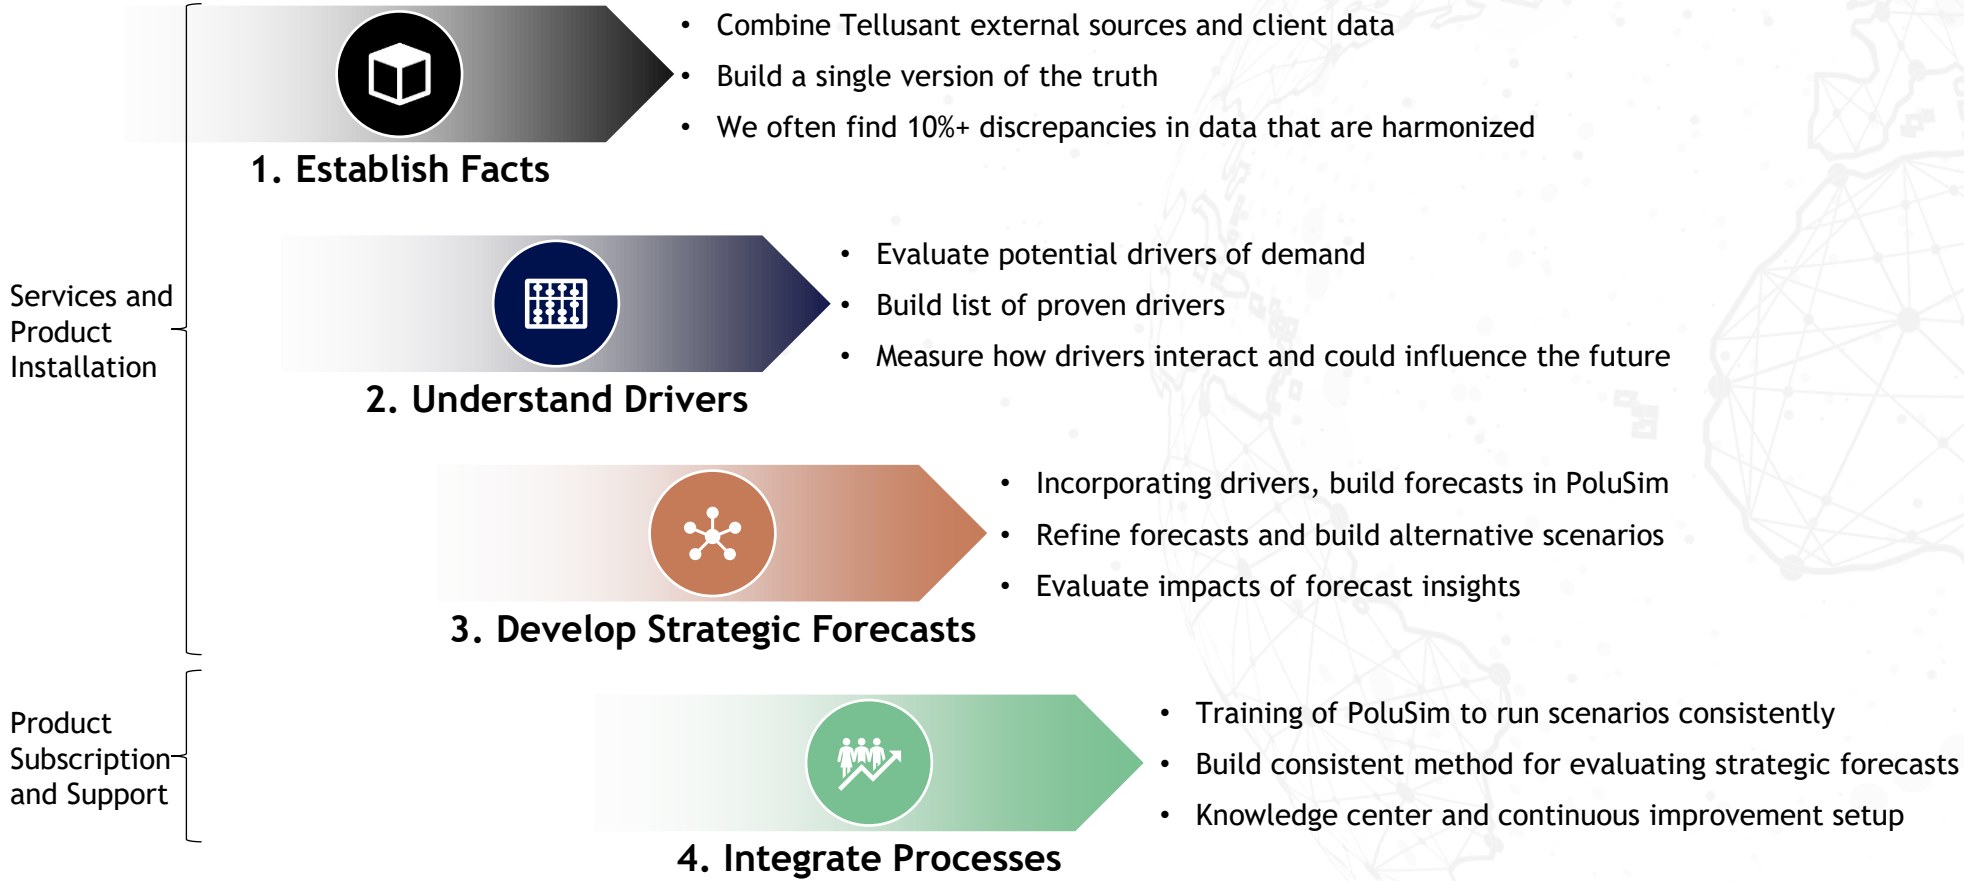 • Combine Tellusant external sources and client data
• Build a single version of the truth
• We often find 10%+ discrepancies in data that are harmonized
1. Establish Facts
Services and
Product
Installation
• Evaluate potential drivers of demand
• Build list of proven drivers
• Measure how drivers interact and could influence the future
2. Understand Drivers
• Incorporating drivers, build forecasts in PoluSim
• Refine forecasts and build alternative scenarios
• Evaluate impacts of forecast insights
3. Develop Strategic Forecasts
Product
Subscription
and Support
• Training of PoluSim to run scenarios consistently
• Build consistent method for evaluating strategic forecasts
• Knowledge center and continuous improvement setup
4. Integrate Processes